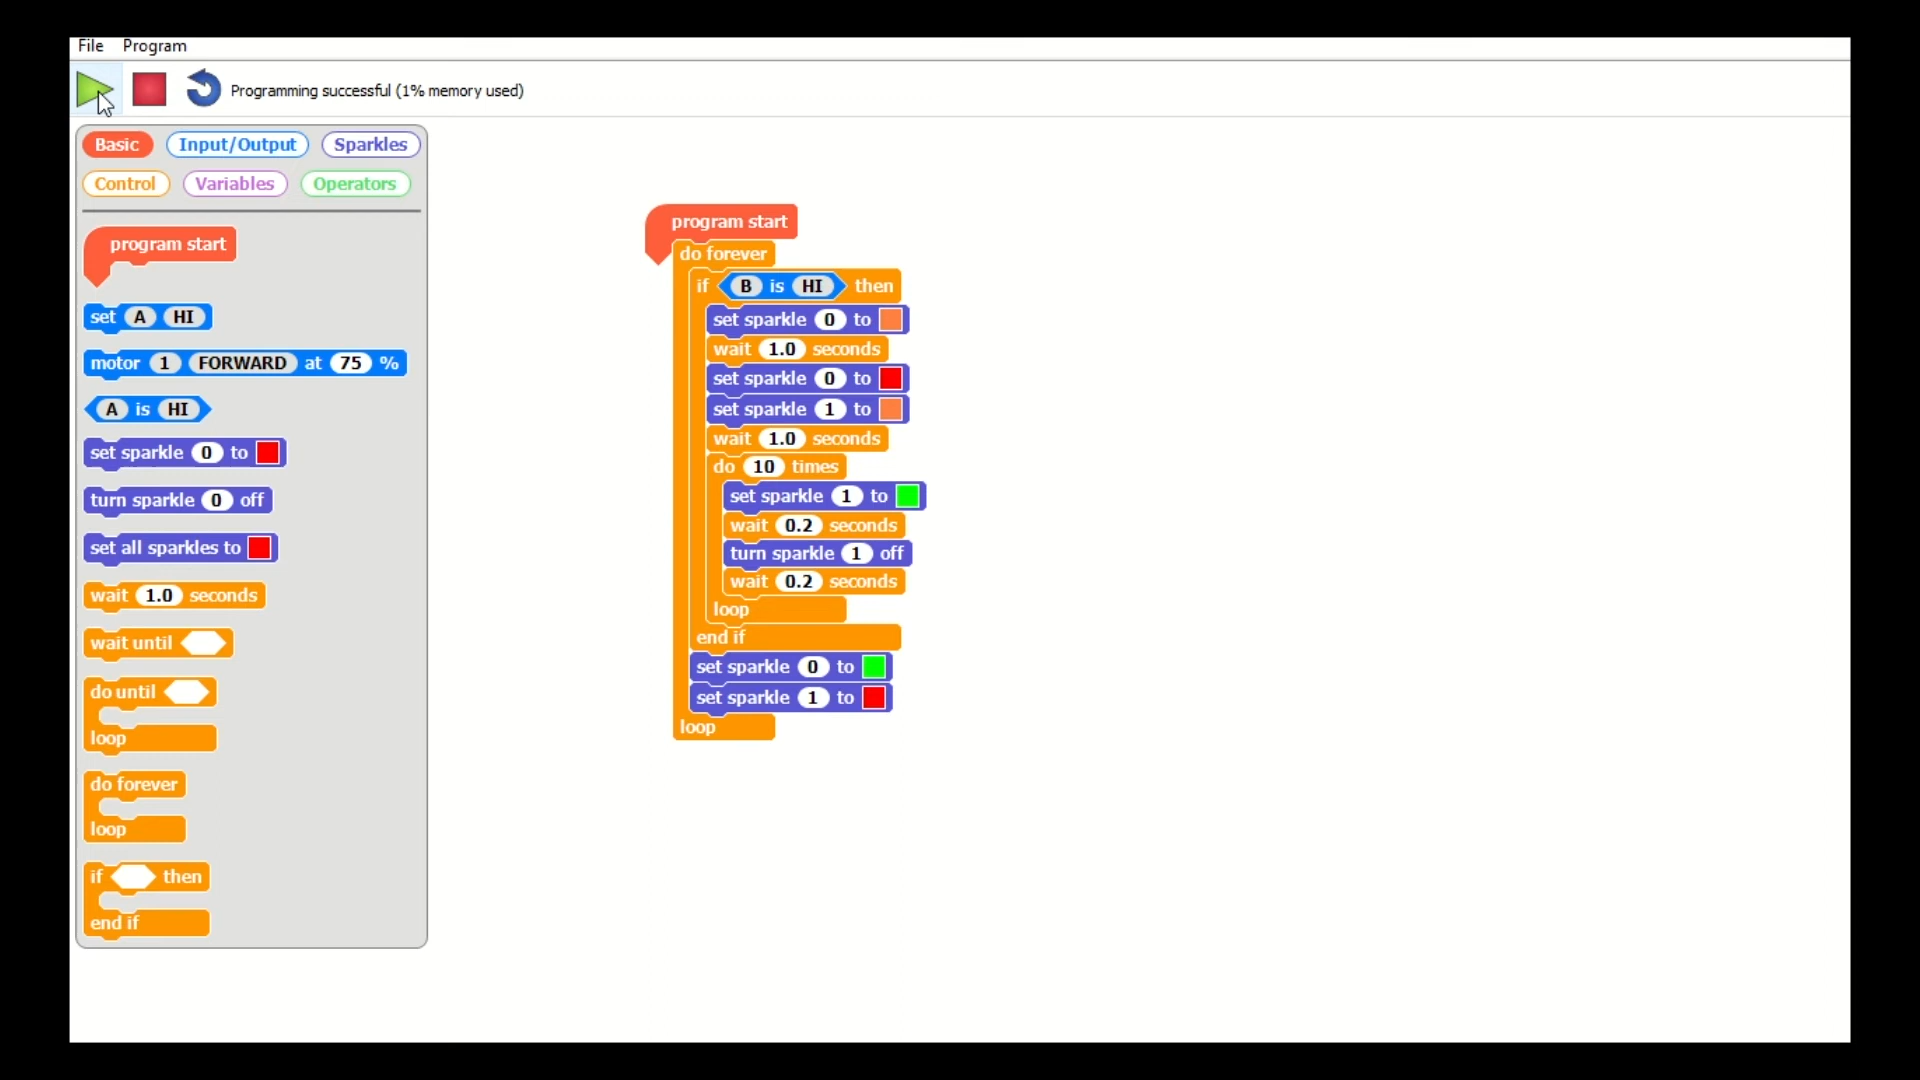 File Program
Programming successful (1% memory used)
Basic Input/Output Sparkles
Control Variables Operators
program start
set A HI
motor 1 FORWARD at 75 %
A is HI
set sparkle 0 to
turn sparkle 0 off
set all sparkles to
wait 1.0 seconds
wait until
do until
loop
do forever
loop
if then
end if
program start
do forever
if B is HI then
set sparkle 0 to
wait 1.0 seconds
set sparkle 0 to
set sparkle 1 to
wait 1.0 seconds
do 10 times
set sparkle 1 to
wait 0.2 seconds
turn sparkle 1 off
wait 0.2 seconds
loop
end if
set sparkle 0 to
set sparkle 1 to
loop